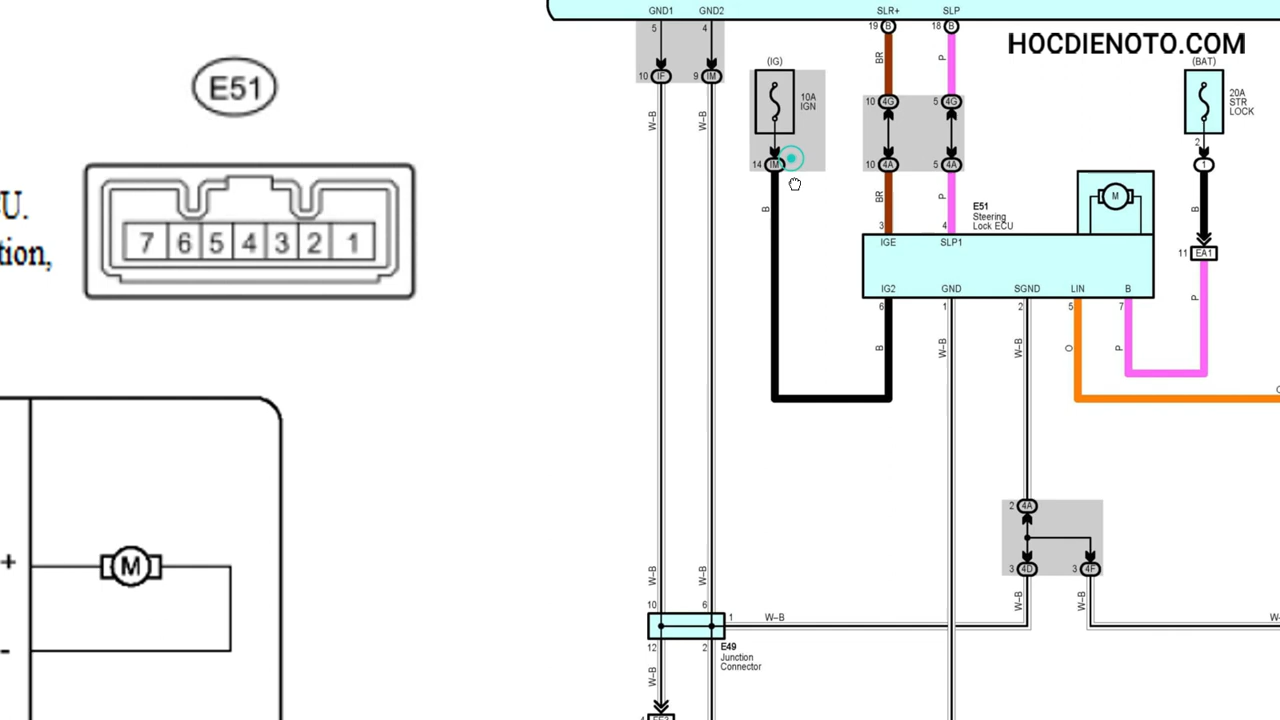 E51
U.
tion,
7 6 5 4 3 2 1
+
M
-
GND1 GND2 SLR+ SLP
5 4 19 B 18 B
HOCDIENOTO.COM
10 IF 9 IM
(IG)
10A
IGN
14 IM
BR P
10 4G 5 4G
10 4A 5 4A
(BAT)
20A
STR
LOCK
2
1
M
W–B W–B
B
BR P
E51
Steering
Lock ECU
B
3 4
11 EA1
IGE SLP1
IG2 GND SGND LIN B
6 1 2 5 7
P
B W–B W–B O P
2 4A
3 4D 3 4F
W–B W–B
W–B W–B
10 6
1 W–B
12 2
E49
Junction
Connector
W–B